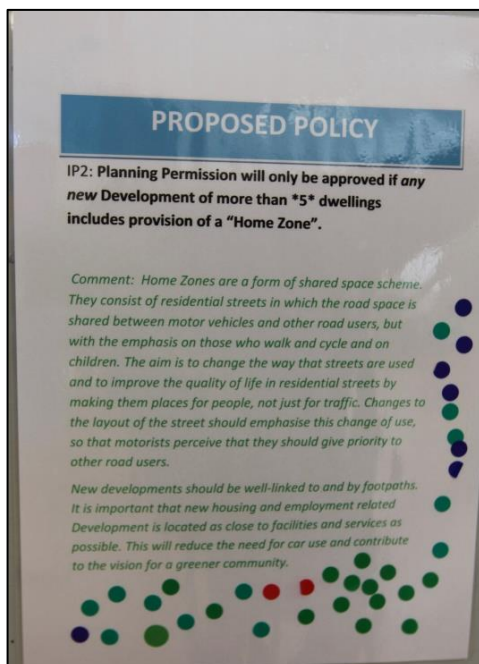 PROPOSED POLICY
IP2: Planning Permission will only be approved if any
new Development of more than *5* dwellings
includes provision of a “Home Zone”.
Comment: Home Zones are a form of shared space scheme.
They consist of residential streets in which the road space is
shared between motor vehicles and other road users, but
with the emphasis on those who walk and cycle and on
children. The aim is to change the way that streets are used
and to improve the quality of life in residential streets by
making them places for people, not just for traffic. Changes to
the layout of the street should emphasise this change of use,
so that motorists perceive that they should give priority to
other road users.
New developments should be well-linked to and by footpaths.
It is important that new housing and employment related
Development is located as close to facilities and services as
possible. This will reduce the need for car use and contribute
to the vision for a greener community.